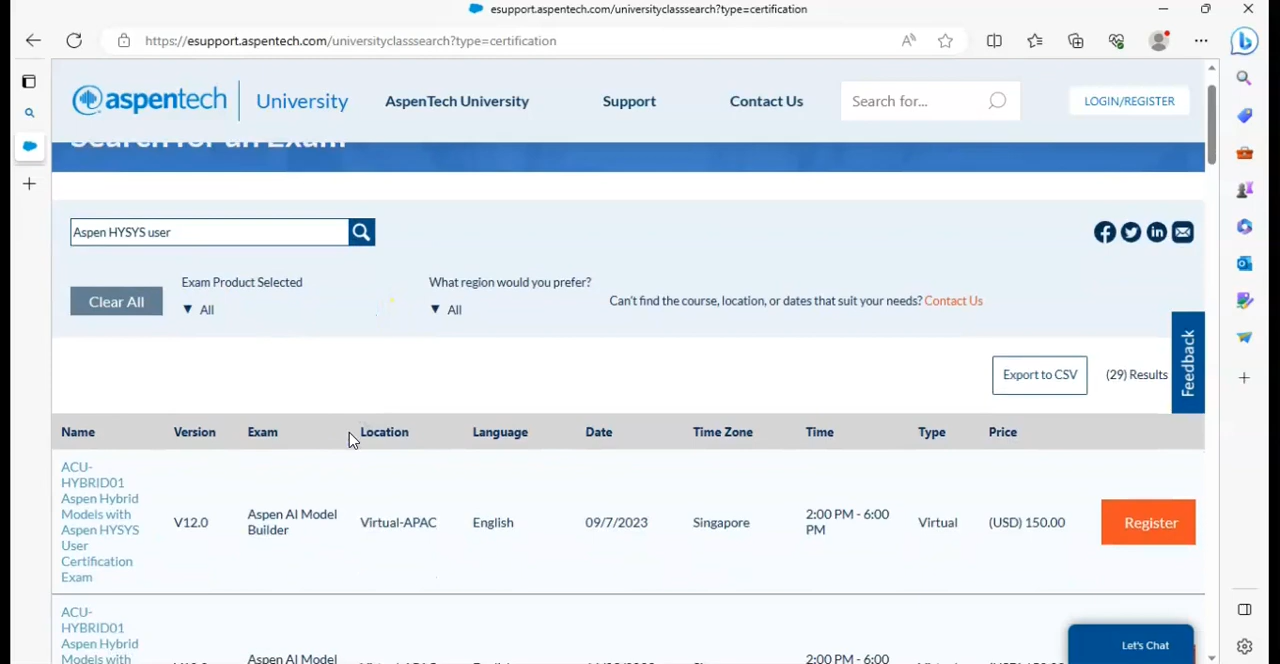 esupport.aspentech.com/universityclasssearch?type=certification
https://esupport.aspentech.com/universityclasssearch?type=certification
aspentech University AspenTech University Support Contact Us Search for... LOGIN/REGISTER
Search for an Exam
Aspen HYSYS user
Exam Product Selected What region would you prefer?
Clear All All All Can't find the course, location, or dates that suit your needs? Contact Us
Feedback
Export to CSV (29) Results
Name Version Exam Location Language Date Time Zone Time Type Price
ACU-
HYBRID01
Aspen Hybrid
Models with
Aspen HYSYS
User
Certification
Exam
V12.0
Aspen AI Model
Builder
Virtual-APAC
English
09/7/2023
Singapore
2:00 PM - 6:00
PM
Virtual
(USD) 150.00
Register
ACU-
HYBRID01
Aspen Hybrid
Models with
Aspen AI Model
2:00 PM - 6:00
Let's Chat